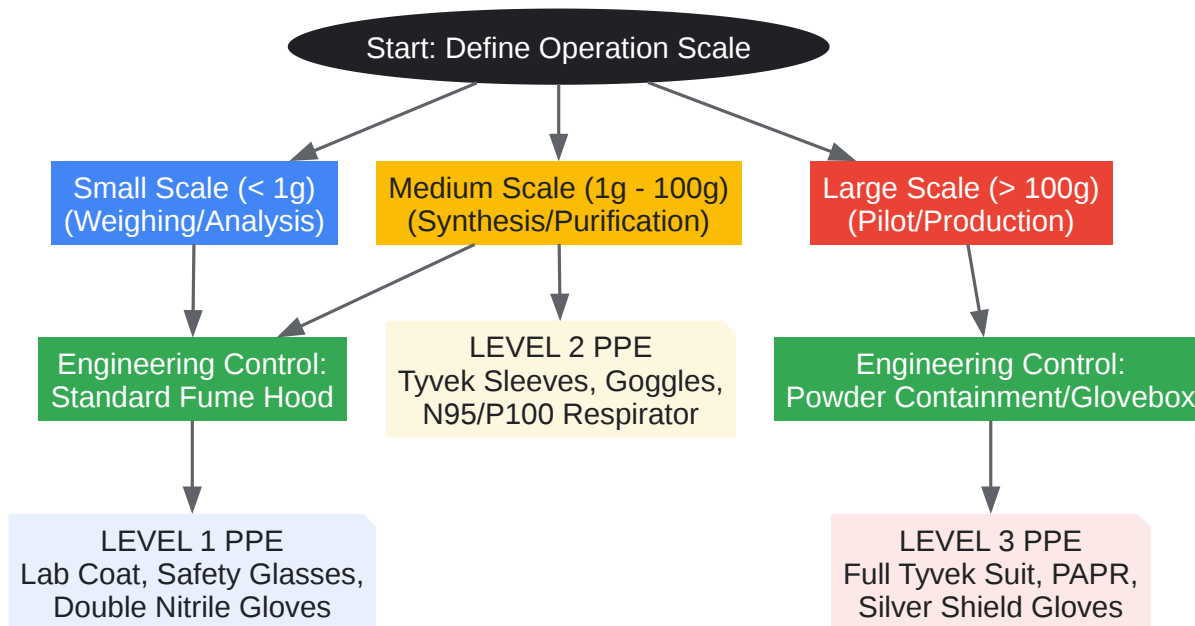 Start: Define Operation Scale
Small Scale (< 1g)
(Weighing/Analysis)
Medium Scale (1g - 100g)
(Synthesis/Purification)
Large Scale (> 100g)
(Pilot/Production)
Engineering Control:
Standard Fume Hood
LEVEL 2 PPE
Tyvek Sleeves, Goggles,
N95/P100 Respirator
Engineering Control:
Powder Containment/Glovebox
LEVEL 1 PPE
Lab Coat, Safety Glasses,
Double Nitrile Gloves
LEVEL 3 PPE
Full Tyvek Suit, PAPR,
Silver Shield Gloves